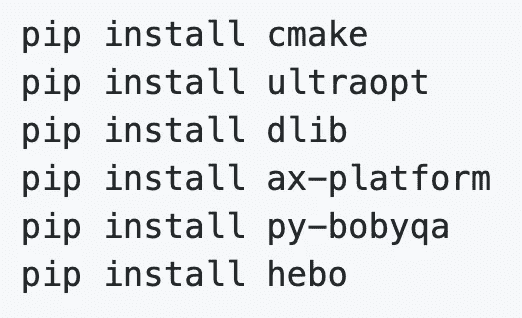 pip install cmake
pip install ultraopt
pip install dlib
pip install ax-platform
pip install py-bobyqa
pip install hebo